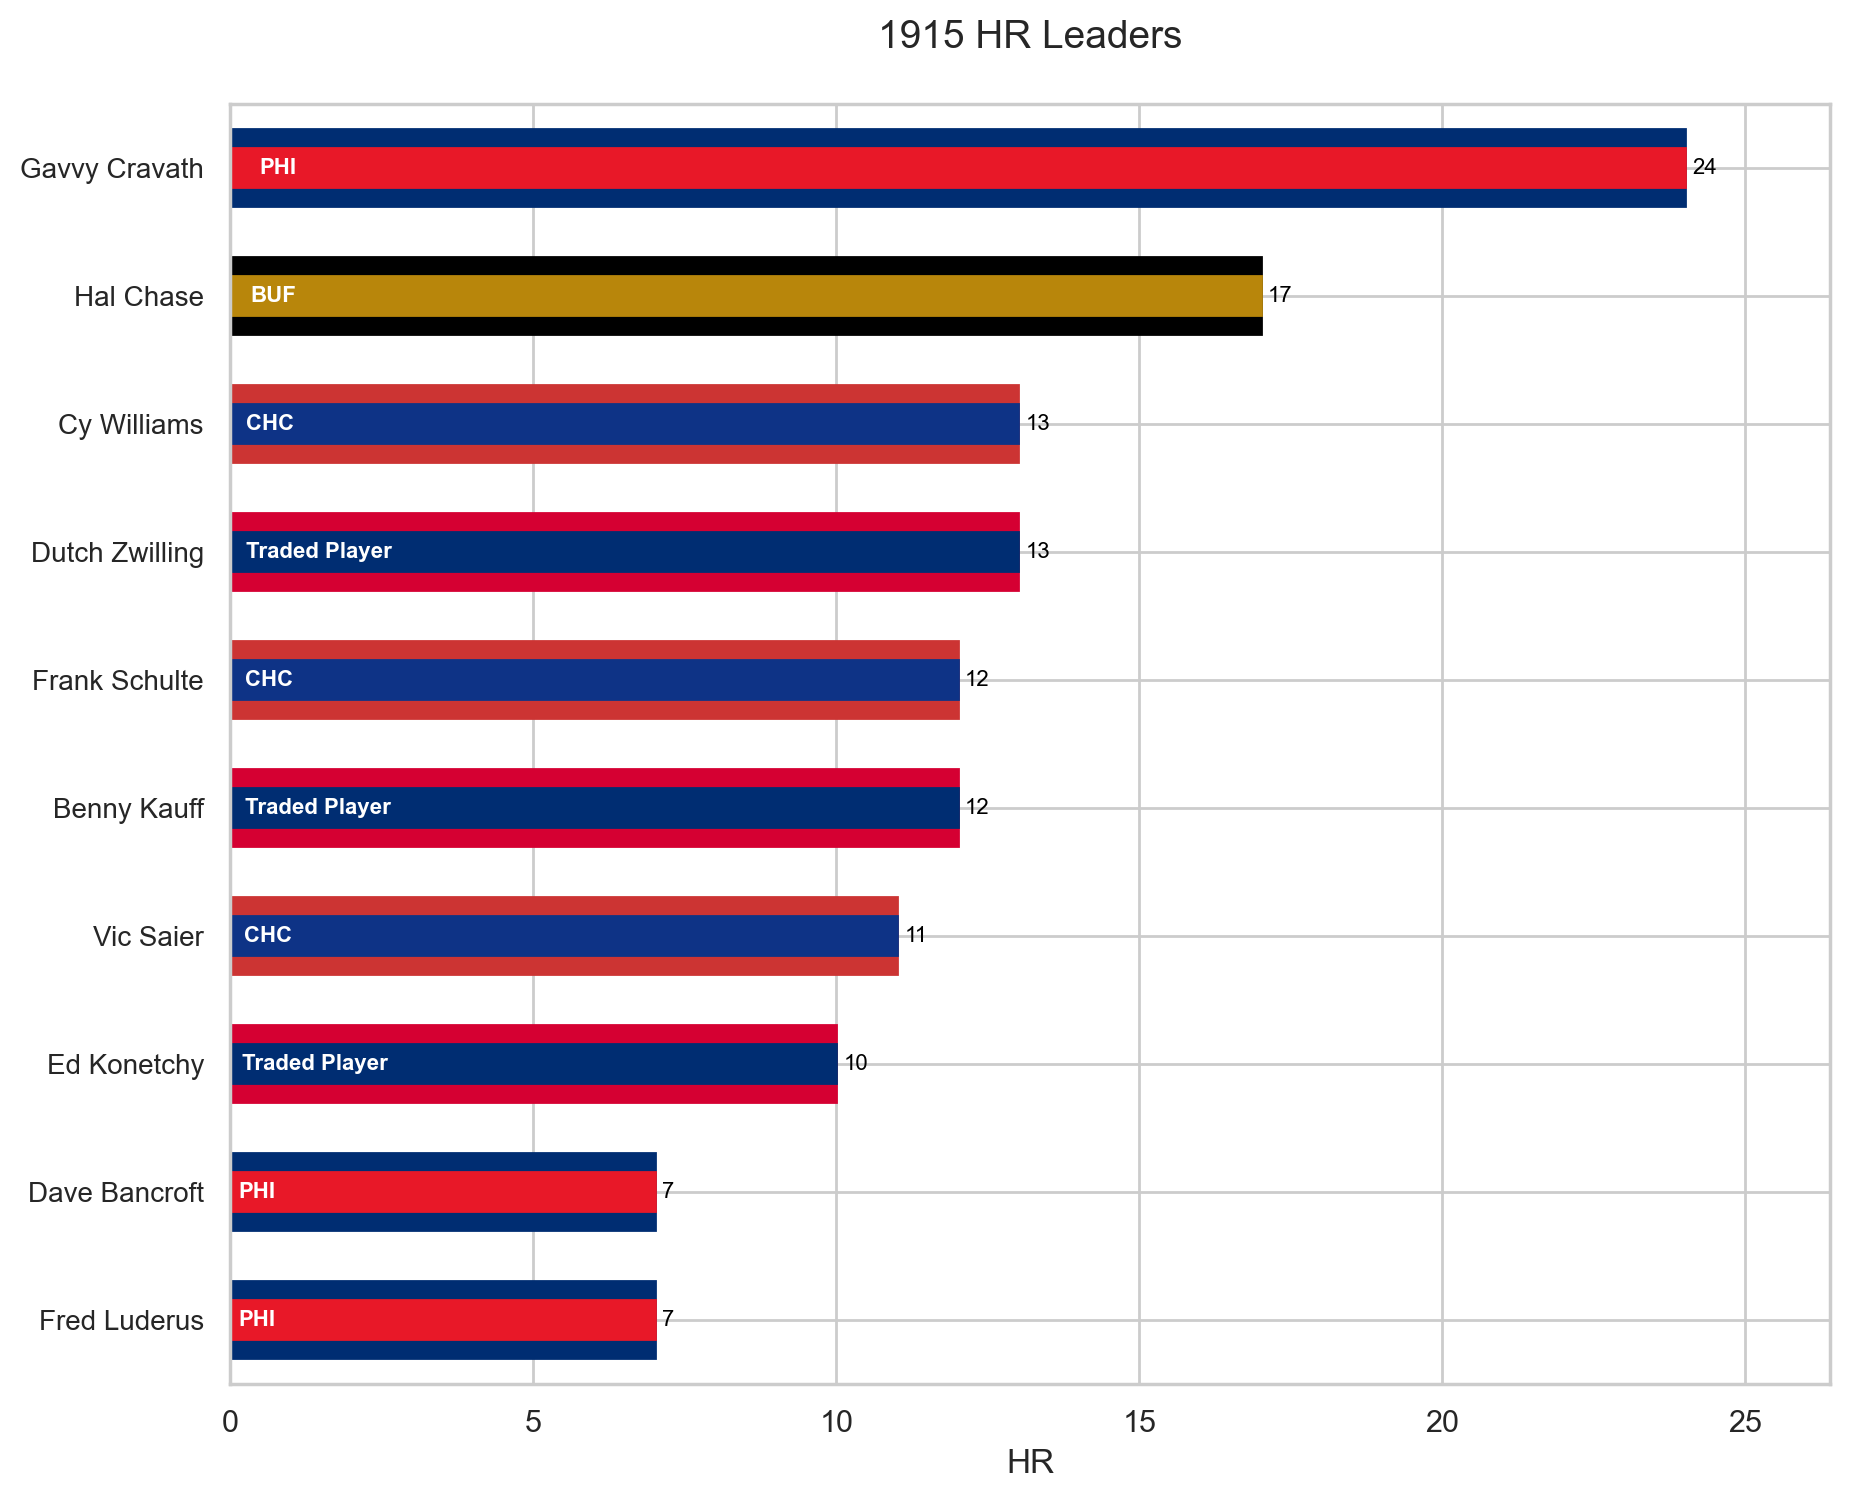 1915 HR Leaders
Gavvy Cravath PHI 24
Hal Chase BUF 17
Cy Williams CHC 13
Dutch Zwilling Traded Player 13
Frank Schulte CHC 12
Benny Kauff Traded Player 12
Vic Saier CHC 11
Ed Konetchy Traded Player 10
Dave Bancroft PHI 7
Fred Luderus PHI 7
0 5 10 15 20 25
HR